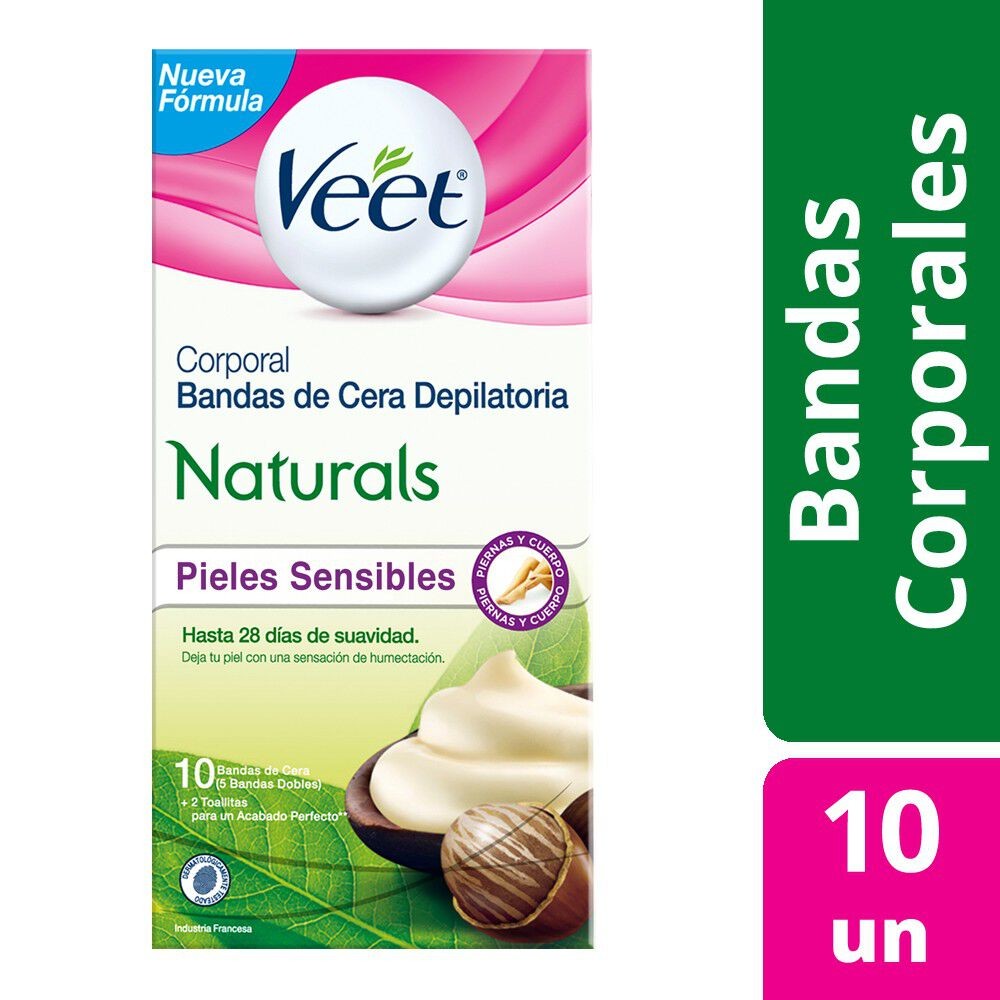 Nueva
Fórmula
Veet®
Corporal
Bandas de Cera Depilatoria
Naturals
Pieles Sensibles
PIERNAS Y CUERPO
PIERNAS Y CUERPO
Hasta 28 días de suavidad.
Deja tu piel con una sensación de humectación.
10 Bandas de Cera
(5 Bandas Dobles)
+ 2 Toallitas
para un Acabado Perfecto**
DERMATOLÓGICAMENTE TESTEADO
Industria Francesa
Bandas
Corporales
10
un